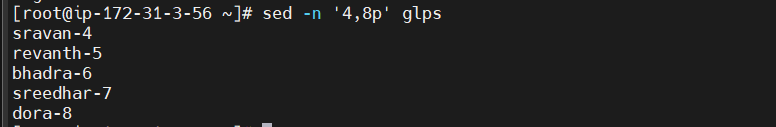 [root@ip-172-31-3-56 ~]# sed -n '4,8p' glps
sravan-4
revanth-5
bhadra-6
sreedhar-7
dora-8